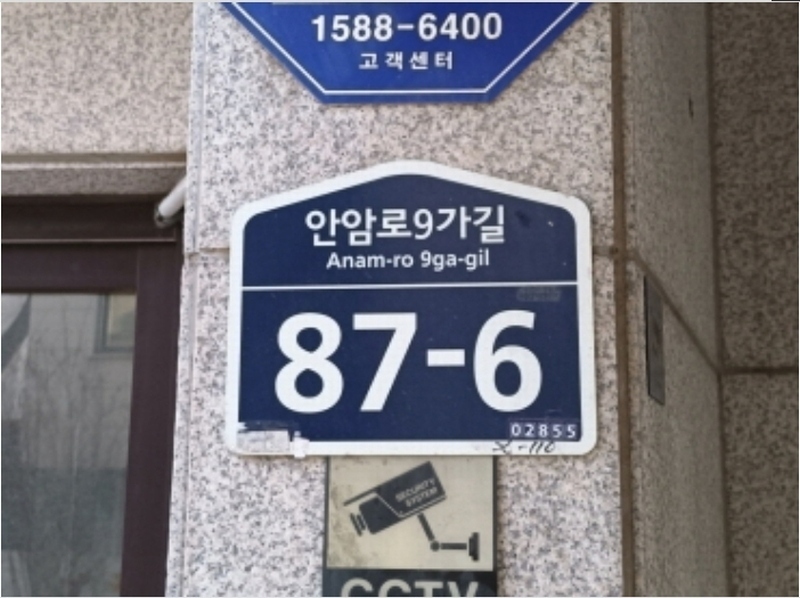 1588-6400
고객센터
안암로9가길
Anam-ro 9ga-gil
87-6
02855
SECURITY
SYSTEM
CCTV